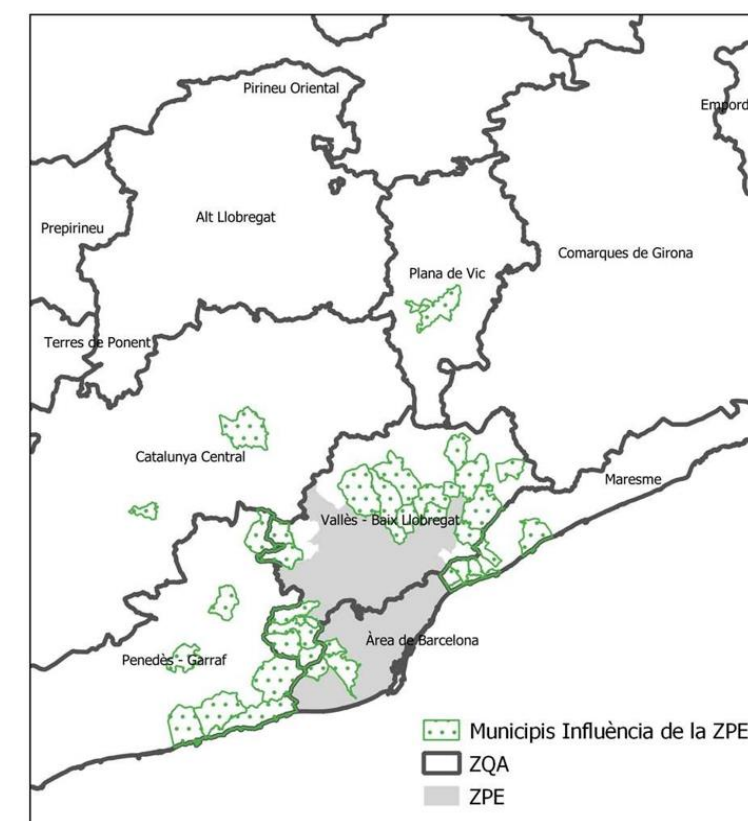 Pirineu Oriental
Empord
Alt Llobregat
Prepirineu
Comarques de Girona
Plana de Vic
Terres de Ponent
Catalunya Central
Maresme
Vallès - Baix Llobregat
Àrea de Barcelona
Penedès - Garraf
Municipis Influència de la ZPE
ZQA
ZPE